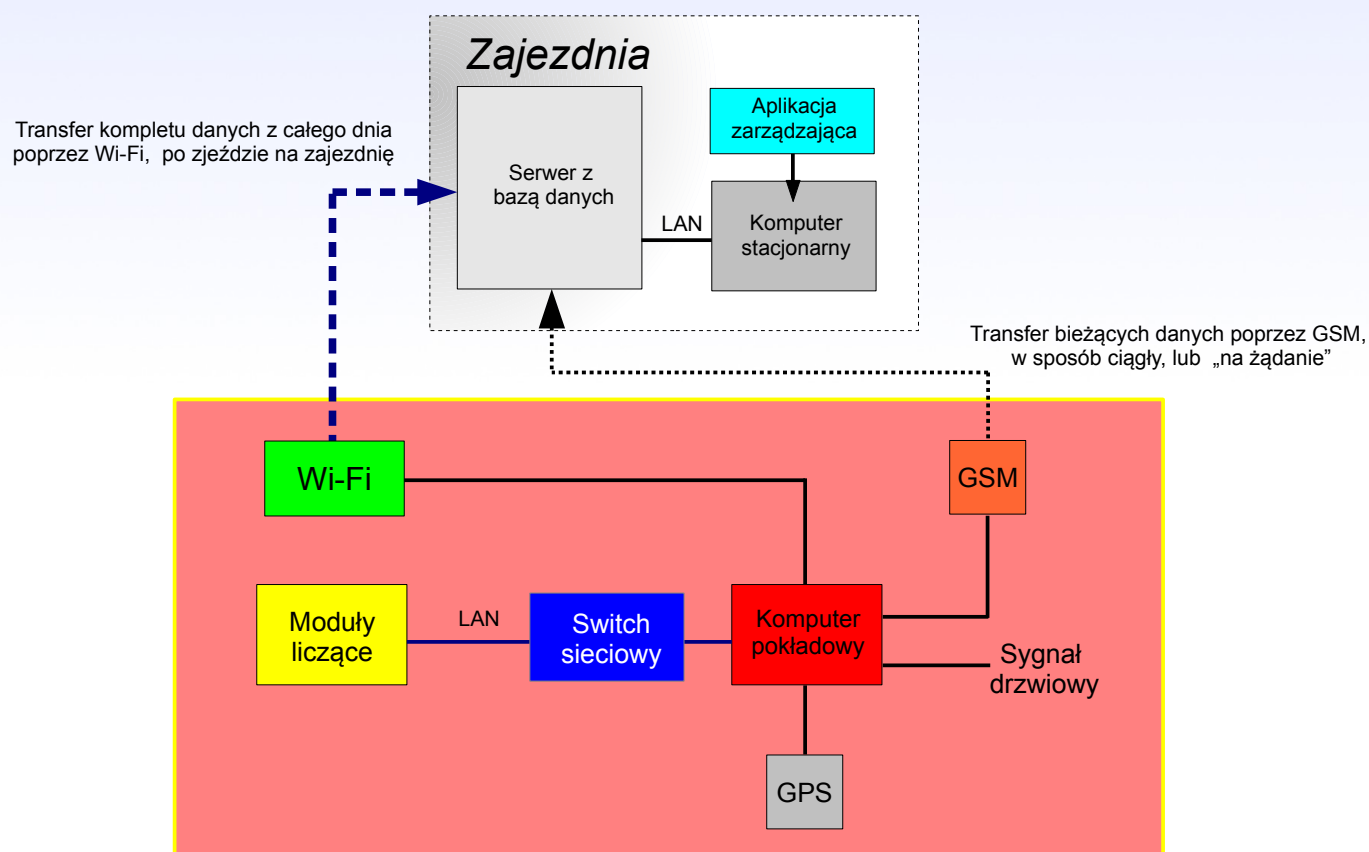 Zajezdnia
Aplikacja
zarządzająca
Transfer kompletu danych z całego dnia
poprzez Wi-Fi,  po zjeździe na zajezdnię
Serwer z
bazą danych
LAN
Komputer
stacjonarny
Transfer bieżących danych poprzez GSM,
w sposób ciągły, lub  „na żądanie”
Wi-Fi
GSM
Moduły
liczące
LAN
Switch
sieciowy
Komputer
pokładowy
Sygnał
drzwiowy
GPS